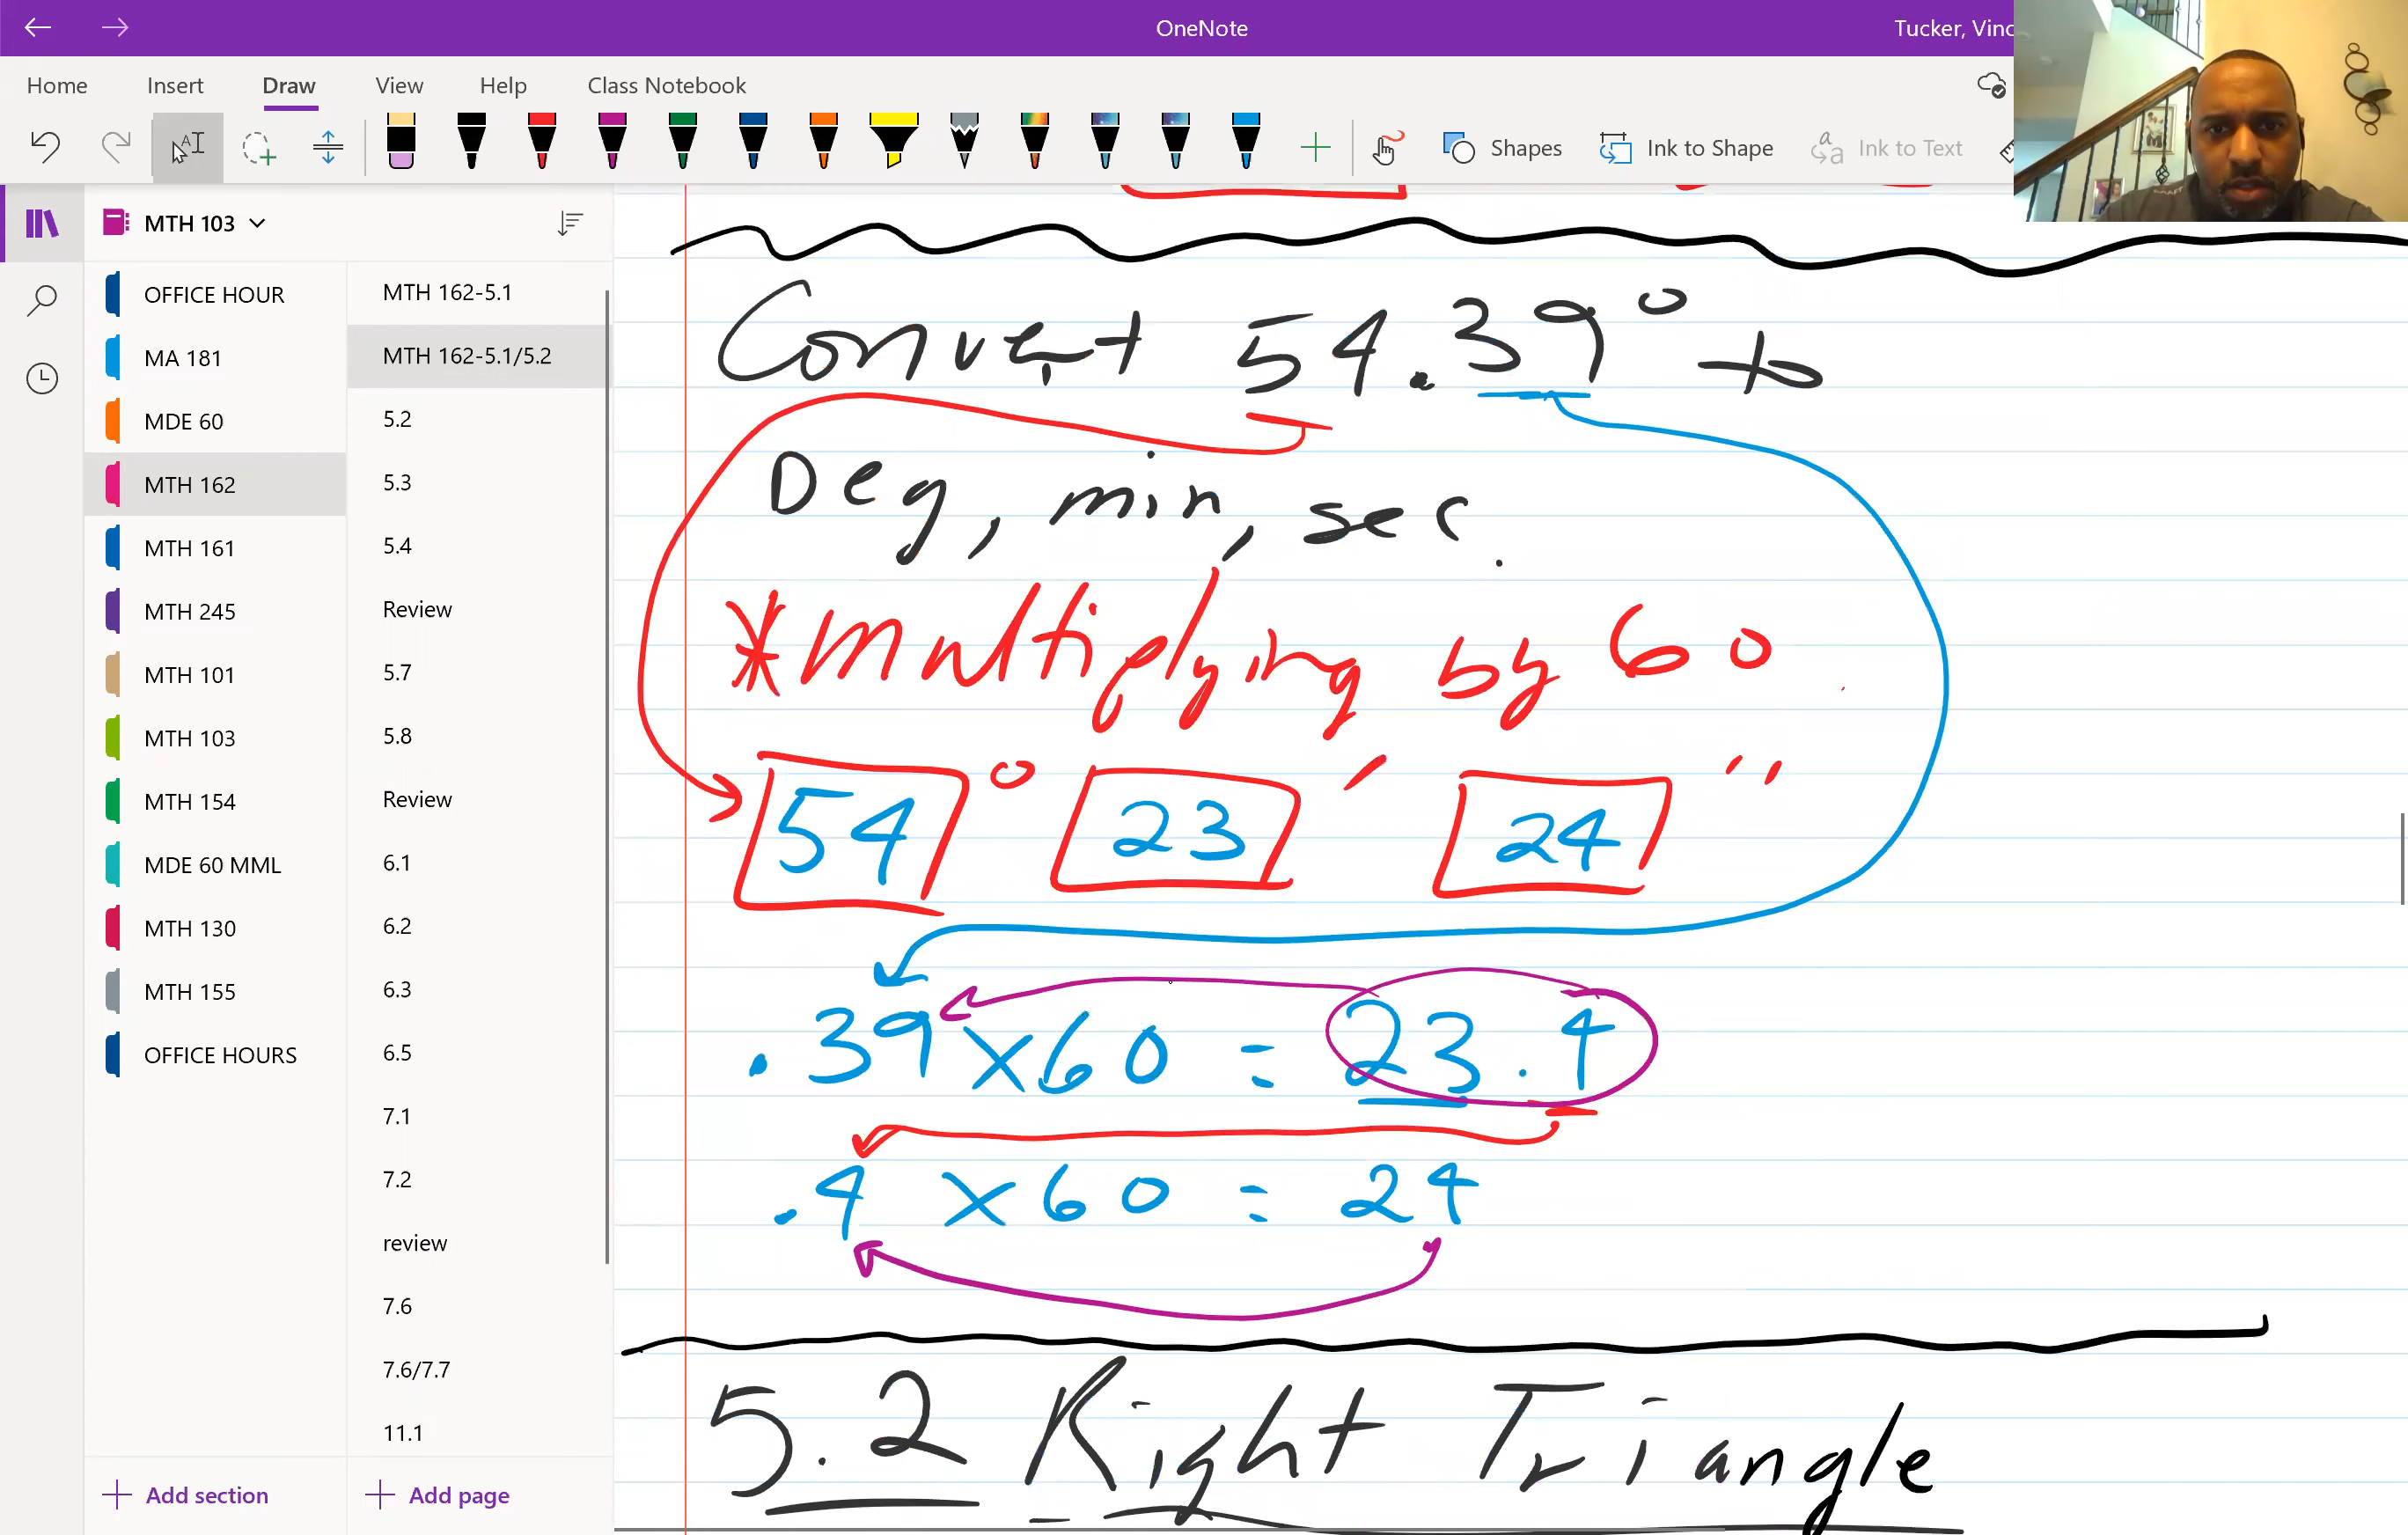 OneNote
Tucker, Vinc
Home Insert Draw View Help Class Notebook
Shapes Ink to Shape Ink to Text
MTH 103
OFFICE HOUR
MA 181
MDE 60
MTH 162
MTH 161
MTH 245
MTH 101
MTH 103
MTH 154
MDE 60 MML
MTH 130
MTH 155
OFFICE HOURS
Add section
MTH 162-5.1
MTH 162-5.1/5.2
5.2
5.3
5.4
Review
5.7
5.8
Review
6.1
6.2
6.3
6.5
7.1
7.2
review
7.6
7.6/7.7
11.1
Add page
Convert 54.39° to
Deg, min, sec.
*multiplying by 60
54° 23' 24''
.39 x 60 = 23.4
.4 x 60 = 24
5.2 Right Triangle